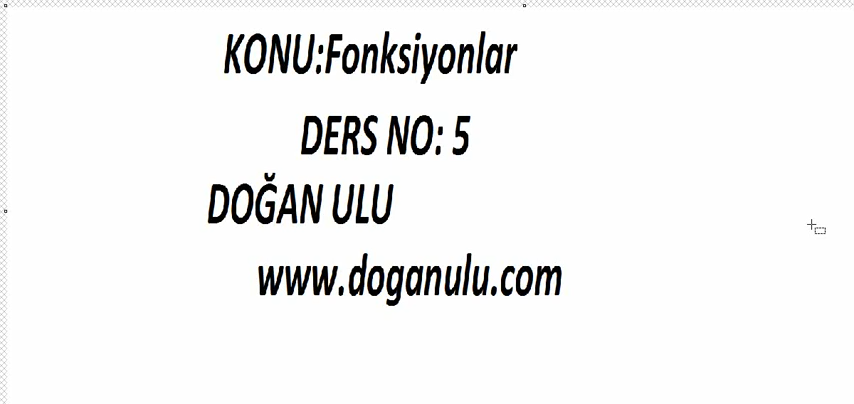 KONU:Fonksiyonlar
DERS NO: 5
DOĞAN ULU
www.doganulu.com